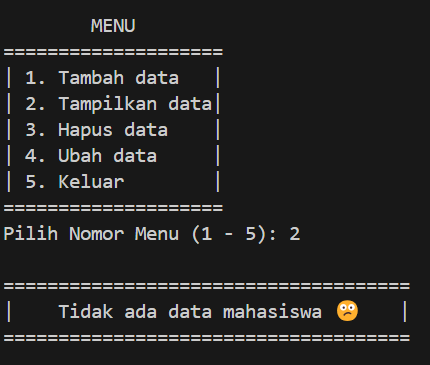 MENU
====================
| 1. Tambah data   |
| 2. Tampilkan data|
| 3. Hapus data    |
| 4. Ubah data     |
| 5. Keluar        |
====================
Pilih Nomor Menu (1 - 5): 2
=====================================
|    Tidak ada data mahasiswa 😕    |
=====================================